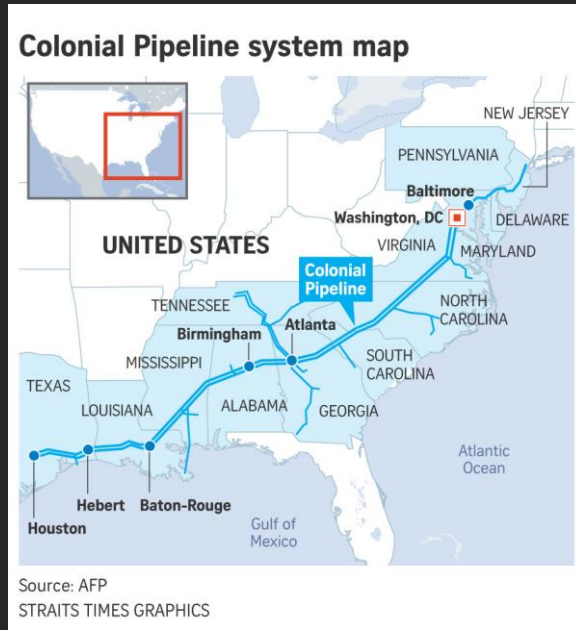 Colonial Pipeline system map
NEW JERSEY
PENNSYLVANIA
Baltimore
Washington, DC
DELAWARE
UNITED STATES
VIRGINIA
MARYLAND
Colonial
Pipeline
TENNESSEE
NORTH
CAROLINA
Birmingham
Atlanta
MISSISSIPPI
SOUTH
CAROLINA
TEXAS
LOUISIANA
ALABAMA
GEORGIA
Atlantic
Ocean
Hebert
Baton-Rouge
Houston
Gulf of
Mexico
Source: AFP
STRAITS TIMES GRAPHICS